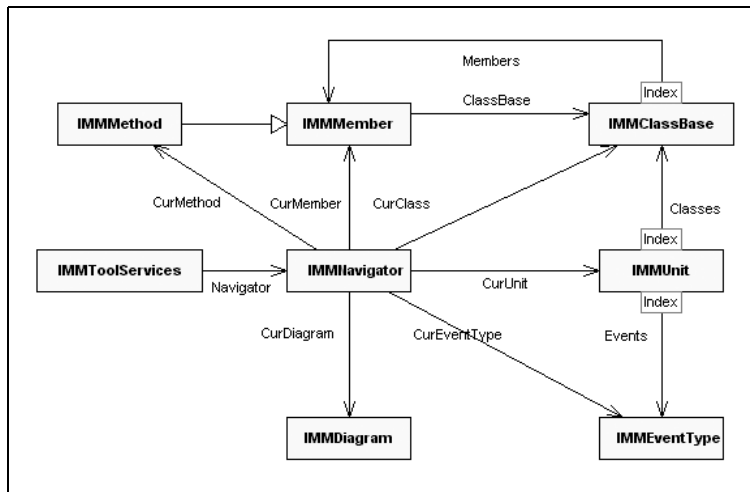 Members
Index
ClassBase
IMMMethod
IMMMember
IMMClassBase
CurMethod
CurMember
CurClass
Classes
Index
IMMToolServices
IMMNavigator
IMMUnit
Navigator
CurUnit
Index
CurDiagram
CurEventType
Events
IMMDiagram
IMMEventType